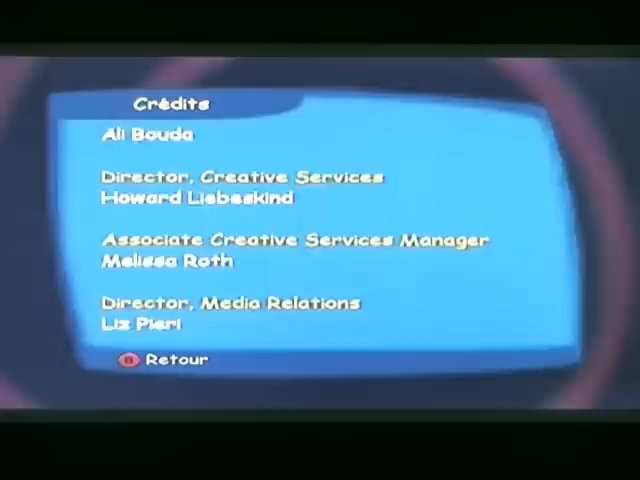 Crédits
Ali Bouda
Director, Creative Services
Howard Liebeskind
Associate Creative Services Manager
Melissa Roth
Director, Media Relations
Liz Pieri
B Retour